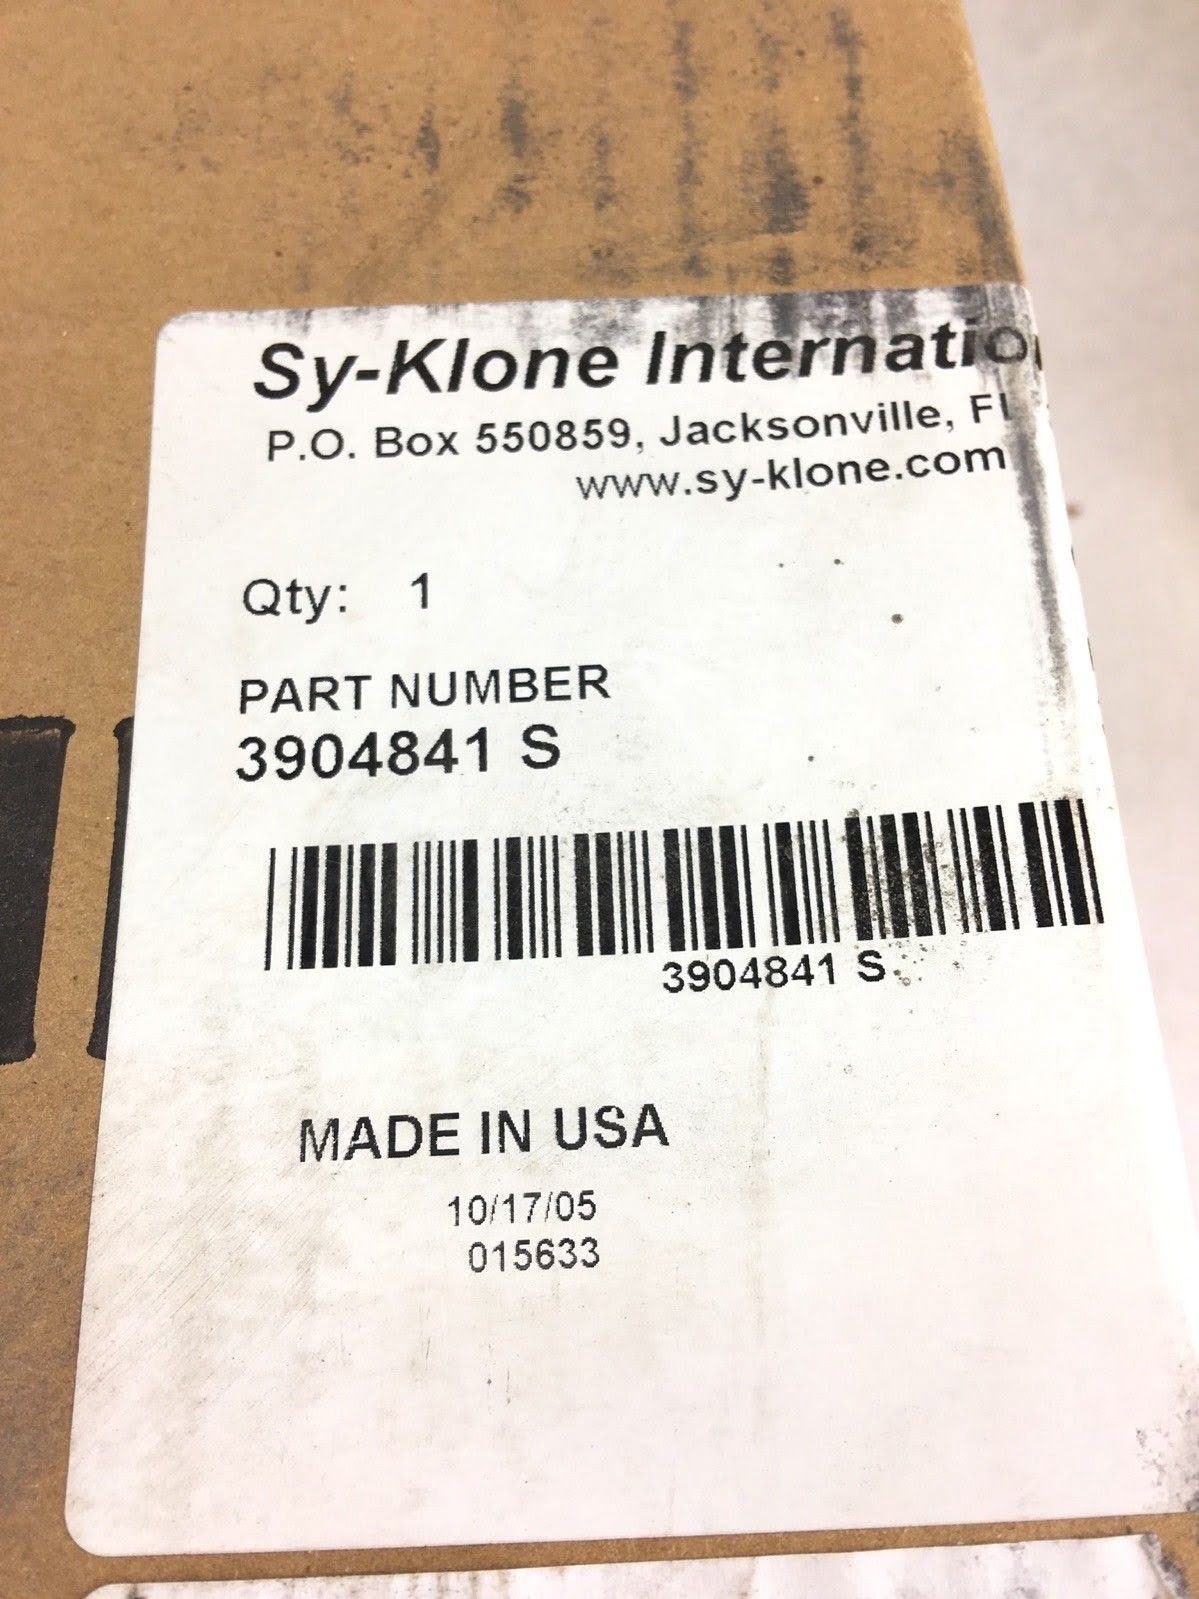 Sy-Klone Internatio
P.O. Box 550859, Jacksonville, Fl
www.sy-klone.com
Qty: 1
PART NUMBER
3904841 S
3904841 S
MADE IN USA
10/17/05
015633